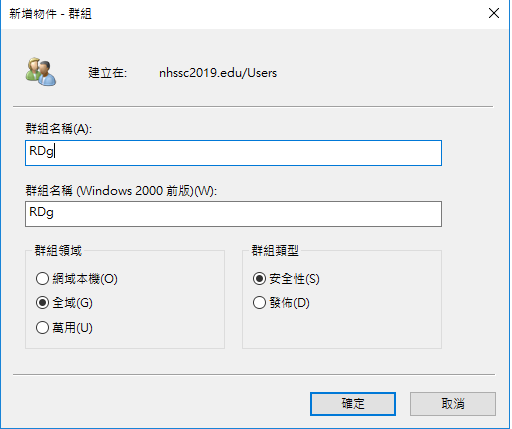 新增物件 - 群組
建立在: nhssc2019.edu/Users
群組名稱(A):
RDg
群組名稱 (Windows 2000 前版)(W):
RDg
群組領域
網域本機(O)
全域(G)
萬用(U)
群組類型
安全性(S)
發佈(D)
確定
取消